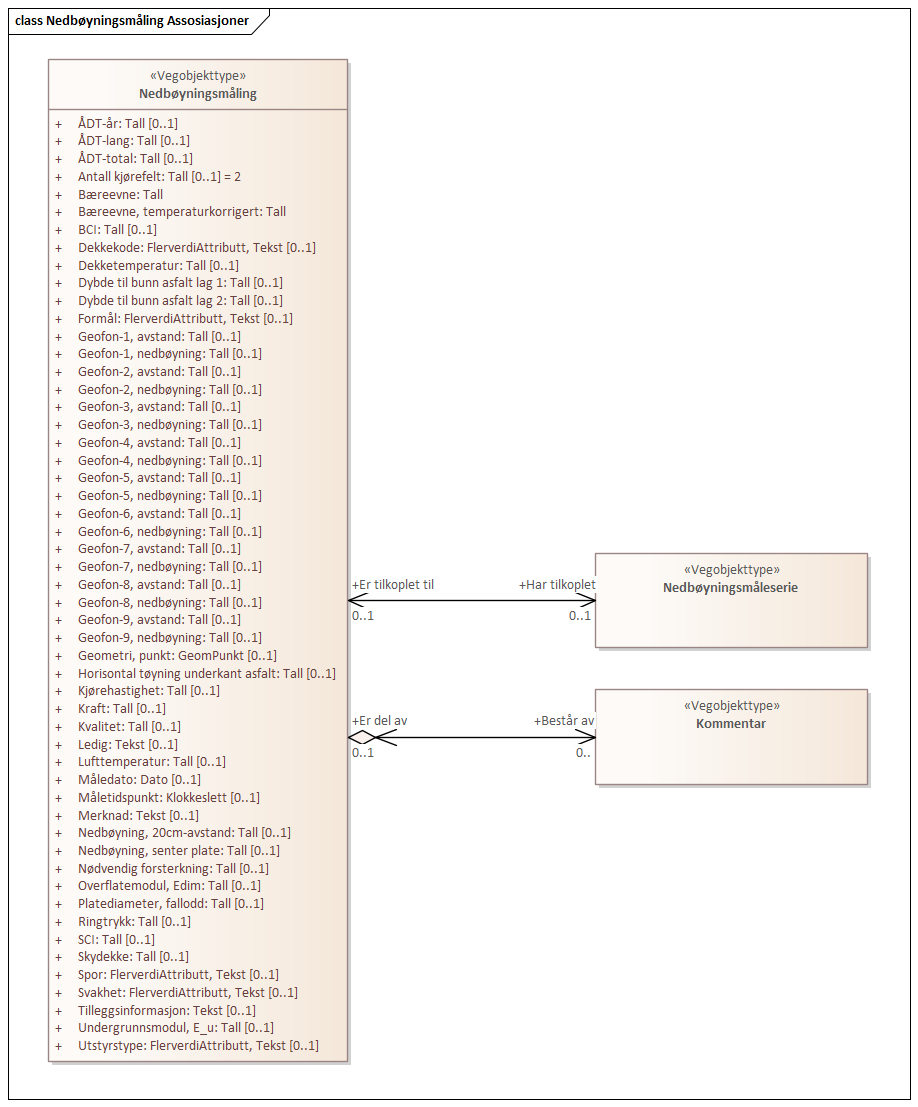 class Nedbøyningsmåling Assosiasjoner
«Vegobjekttype»
Nedbøyningsmåling
+ ÅDT-år: Tall [0..1]
+ ÅDT-lang: Tall [0..1]
+ ÅDT-total: Tall [0..1]
+ Antall kjørefelt: Tall [0..1] = 2
+ Bæreevne: Tall
+ Bæreevne, temperaturkorrigert: Tall
+ BCI: Tall [0..1]
+ Dekkekode: FlerverdiAttributt, Tekst [0..1]
+ Dekketemperatur: Tall [0..1]
+ Dybde til bunn asfalt lag 1: Tall [0..1]
+ Dybde til bunn asfalt lag 2: Tall [0..1]
+ Formål: FlerverdiAttributt, Tekst [0..1]
+ Geofon-1, avstand: Tall [0..1]
+ Geofon-1, nedbøyning: Tall [0..1]
+ Geofon-2, avstand: Tall [0..1]
+ Geofon-2, nedbøyning: Tall [0..1]
+ Geofon-3, avstand: Tall [0..1]
+ Geofon-3, nedbøyning: Tall [0..1]
+ Geofon-4, avstand: Tall [0..1]
+ Geofon-4, nedbøyning: Tall [0..1]
+ Geofon-5, avstand: Tall [0..1]
+ Geofon-5, nedbøyning: Tall [0..1]
+ Geofon-6, avstand: Tall [0..1]
+ Geofon-6, nedbøyning: Tall [0..1]
+ Geofon-7, avstand: Tall [0..1]
+ Geofon-7, nedbøyning: Tall [0..1]
+ Geofon-8, avstand: Tall [0..1]
+ Geofon-8, nedbøyning: Tall [0..1]
+ Geofon-9, avstand: Tall [0..1]
+ Geofon-9, nedbøyning: Tall [0..1]
+ Geometri, punkt: GeomPunkt [0..1]
+ Horisontal tøyning underkant asfalt: Tall [0..1]
+ Kjørehastighet: Tall [0..1]
+ Kraft: Tall [0..1]
+ Kvalitet: Tall [0..1]
+ Ledig: Tekst [0..1]
+ Lufttemperatur: Tall [0..1]
+ Måledato: Dato [0..1]
+ Måletidspunkt: Klokkeslett [0..1]
+ Merknad: Tekst [0..1]
+ Nedbøyning, 20cm-avstand: Tall [0..1]
+ Nedbøyning, senter plate: Tall [0..1]
+ Nødvendig forsterkning: Tall [0..1]
+ Overflatemodul, Edim: Tall [0..1]
+ Platediameter, fallodd: Tall [0..1]
+ Ringtrykk: Tall [0..1]
+ SCI: Tall [0..1]
+ Skydekke: Tall [0..1]
+ Spor: FlerverdiAttributt, Tekst [0..1]
+ Svakhet: FlerverdiAttributt, Tekst [0..1]
+ Tilleggsinformasjon: Tekst [0..1]
+ Undergrunnsmodul, E_u: Tall [0..1]
+ Utstyrstype: FlerverdiAttributt, Tekst [0..1]
+Er tilkoplet til +Har tilkoplet
0..1 0..1
«Vegobjekttype»
Nedbøyningsmåleserie
+Er del av +Består av
0..1 0..
«Vegobjekttype»
Kommentar